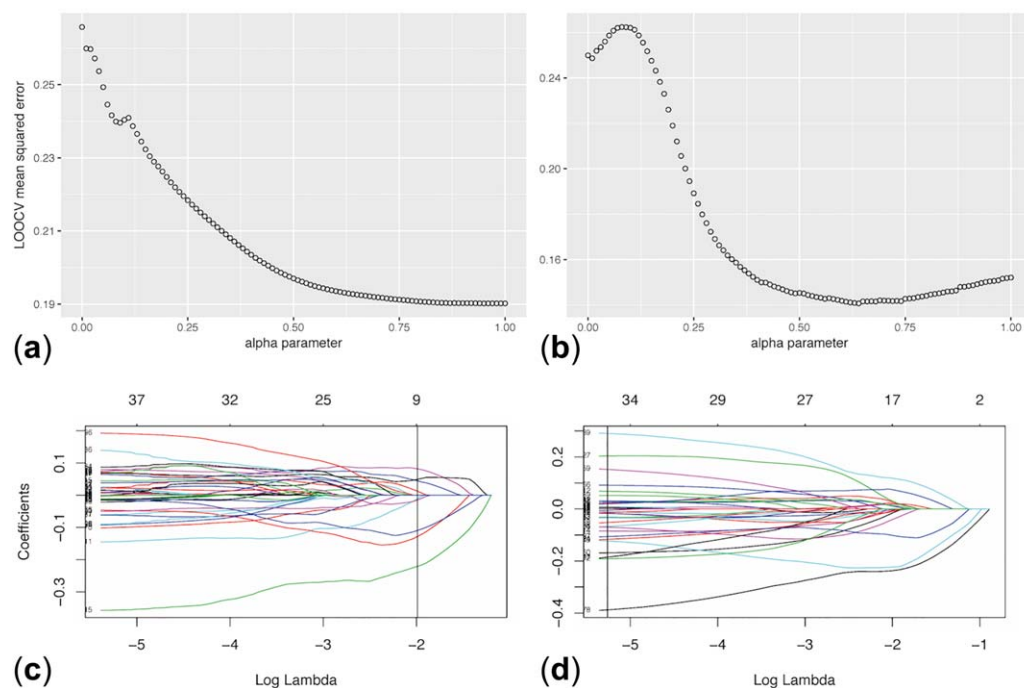 LOOCV mean squared error
0.25
0.23
0.21
0.19
0.00 0.25 0.50 0.75 1.00
alpha parameter
(a)
0.24
0.20
0.16
0.00 0.25 0.50 0.75 1.00
alpha parameter
(b)
37 32 25 9
Coefficients
0.1
−0.1
−0.3
−5 −4 −3 −2
Log Lambda
(c)
34 29 27 17 2
0.2
0.0
−0.2
−0.4
−5 −4 −3 −2 −1
Log Lambda
(d)